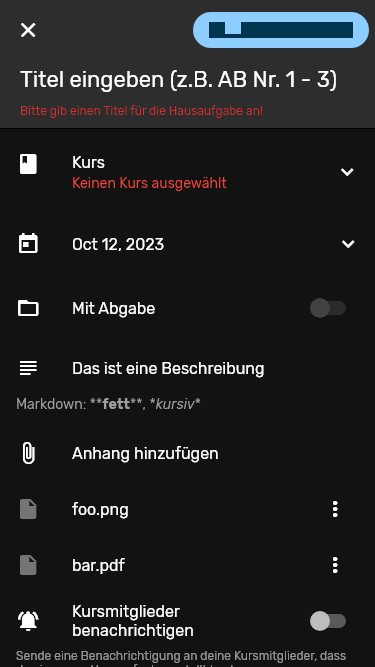 Titel eingeben (z.B. AB Nr. 1 - 3)
Bitte gib einen Titel für die Hausaufgabe an!
Kurs
Keinen Kurs ausgewählt
Oct 12, 2023
Mit Abgabe
Das ist eine Beschreibung
Markdown: **fett**, *kursiv*
Anhang hinzufügen
foo.png
bar.pdf
Kursmitglieder
benachrichtigen
Sende eine Benachrichtigung an deine Kursmitglieder, dass